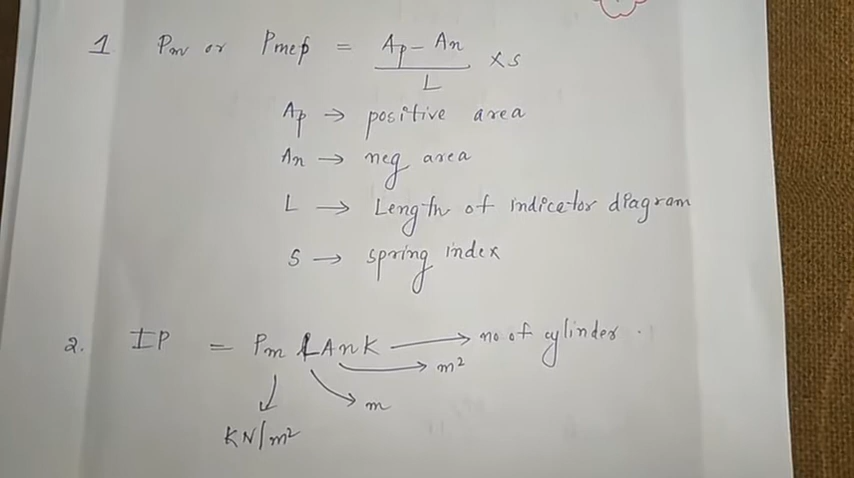 1 Pm or Pmep = Ap - An / L × S
Ap → positive area
An → neg area
L → Length of indicator diagram
S → spring index
2. IP = Pm LAnK → no. of cylinder.
→ m²
→ m
KN/m²